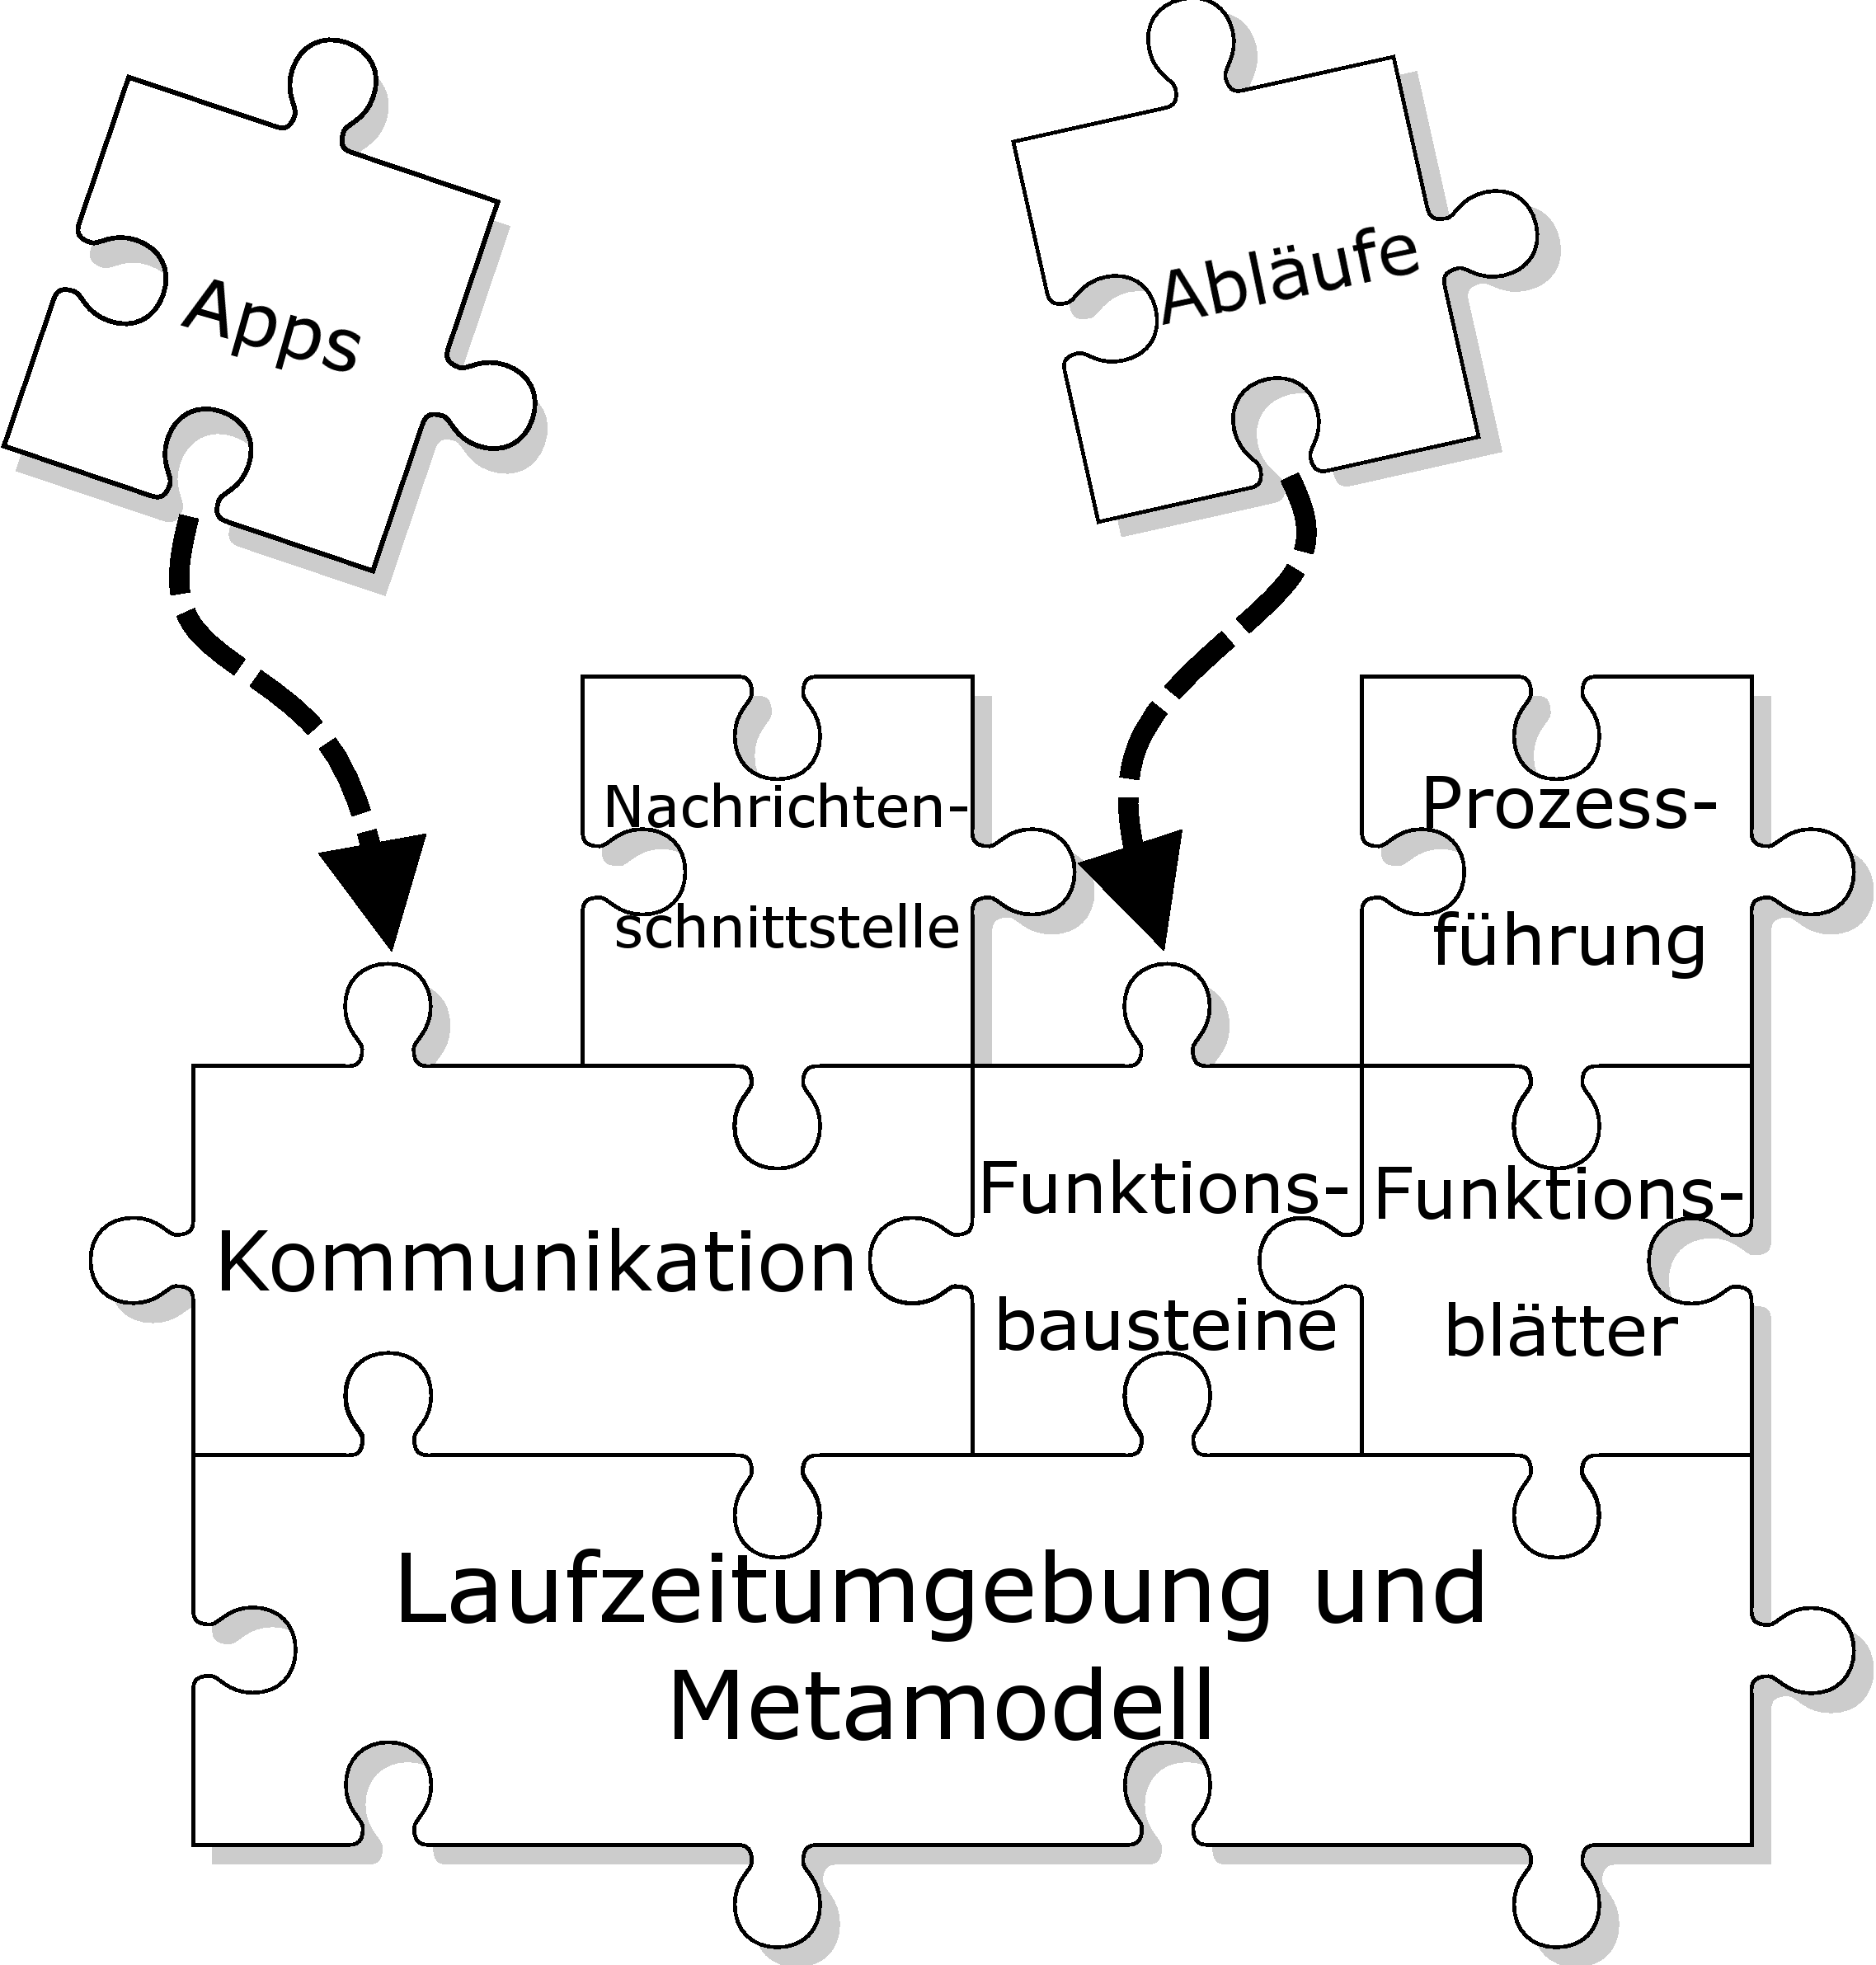 Apps
Abläufe
Nachrichten-
schnittstelle
Prozess-
führung
Kommunikation
Funktions-
bausteine
Funktions-
blätter
Laufzeitumgebung und
Metamodell